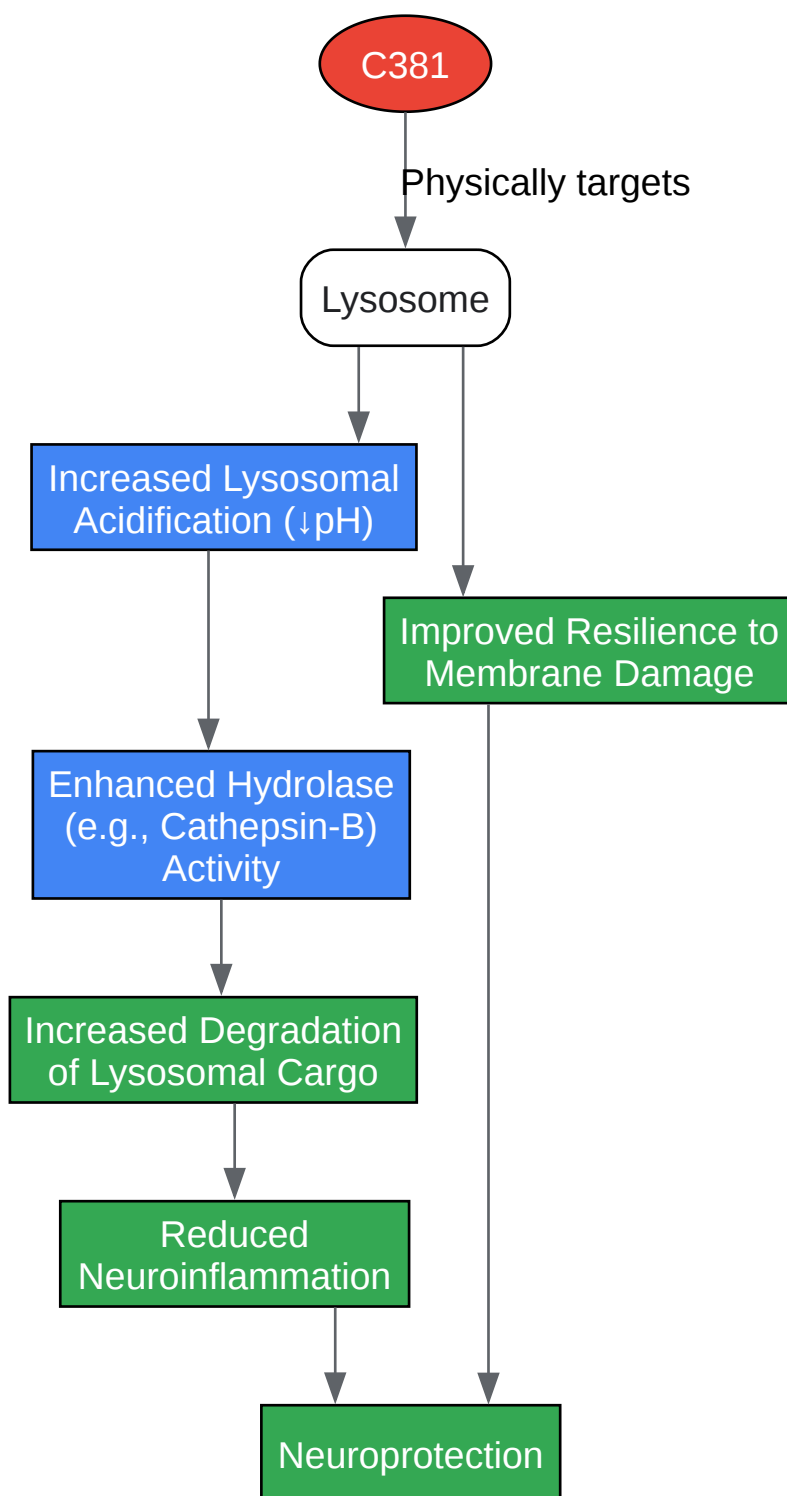 C381
Physically targets
Lysosome
Increased Lysosomal
Acidification (↓pH)
Improved Resilience to
Membrane Damage
Enhanced Hydrolase
(e.g., Cathepsin-B)
Activity
Increased Degradation
of Lysosomal Cargo
Reduced
Neuroinflammation
Neuroprotection